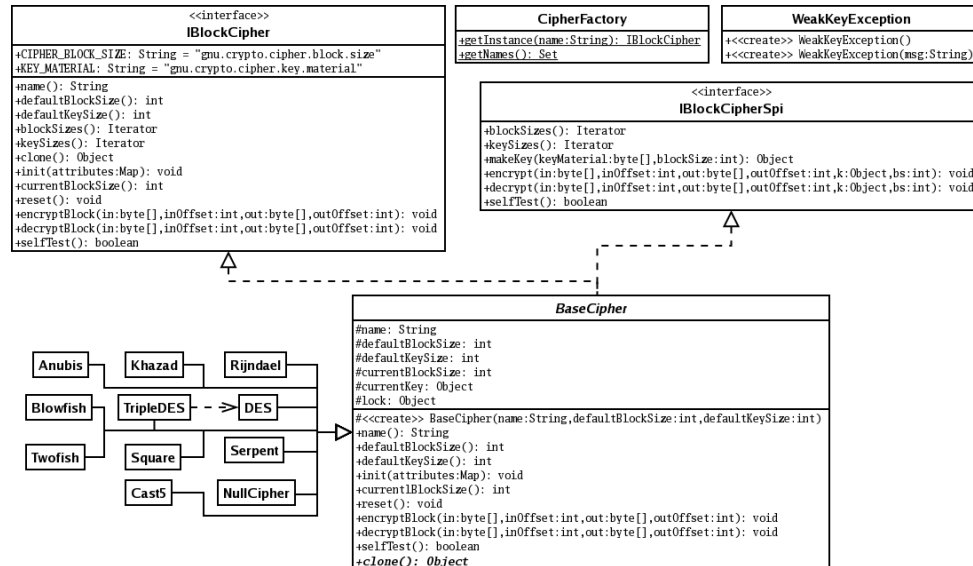 <<interface>>
IBlockCipher
+CIPHER_BLOCK_SIZE: String = "gnu.crypto.cipher.block.size"
+KEY_MATERIAL: String = "gnu.crypto.cipher.key.material"
+name(): String
+defaultBlockSize(): int
+defaultKeySize(): int
+blockSizes(): Iterator
+keySizes(): Iterator
+clone(): Object
+init(attributes:Map): void
+currentBlockSize(): int
+reset(): void
+encryptBlock(in:byte[],inOffset:int,out:byte[],outOffset:int): void
+decryptBlock(in:byte[],inOffset:int,out:byte[],outOffset:int): void
+selfTest(): boolean
CipherFactory
+getInstance(name:String): IBlockCipher
+getNames(): Set
WeakKeyException
+<<create>> WeakKeyException()
+<<create>> WeakKeyException(msg:String)
<<interface>>
IBlockCipherSpi
+blockSizes(): Iterator
+keySizes(): Iterator
+makeKey(keyMaterial:byte[],blockSize:int): Object
+encrypt(in:byte[],inOffset:int,out:byte[],outOffset:int,k:Object,bs:int): void
+decrypt(in:byte[],inOffset:int,out:byte[],outOffset:int,k:Object,bs:int): void
+selfTest(): boolean
BaseCipher
#name: String
#defaultBlockSize: int
#defaultKeySize: int
#currentBlockSize: int
#currentKey: Object
#lock: Object
#<<create>> BaseCipher(name:String,defaultBlockSize:int,defaultKeySize:int)
+name(): String
+defaultBlockSize(): int
+defaultKeySize(): int
+init(attributes:Map): void
+currentlBlockSize(): int
+reset(): void
+encryptBlock(in:byte[],inOffset:int,out:byte[],outOffset:int): void
+decryptBlock(in:byte[],inOffset:int,out:byte[],outOffset:int): void
+selfTest(): boolean
+clone(): Object
Anubis
Khazad
Rijndael
Blowfish
TripleDES
DES
Twofish
Square
Serpent
Cast5
NullCipher